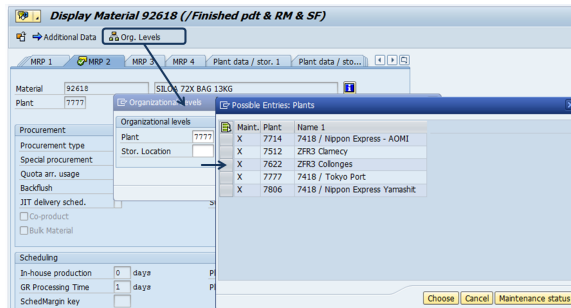 Display Material 92618 (/Finished pdt & RM & SF)
Additional Data Org. Levels
MRP 1 MRP 2 MRP 3 MRP 4 Plant data / stor. 1 Plant data / sto...
Material 92618 SILOA 72X BAG 13KG
Plant 7777
Organizational levels
Organizational levels
Plant 7777
Stor. Location
Possible Entries: Plants
Maint. Plant Name 1
X 7714 7418 / Nippon Express - AOMI
X 7512 ZFR3 Clamecy
X 7622 ZFR3 Collonges
X 7777 7418 / Tokyo Port
X 7806 7418 / Nippon Express Yamashit
Procurement
Procurement type
Special procurement
Quota arr. usage
Backflush
JIT delivery sched.
Co-product
Bulk Material
Scheduling
In-house production 0 days Pl
GR Processing Time 1 days Pl
SchedMargin key
Choose Cancel Maintenance status